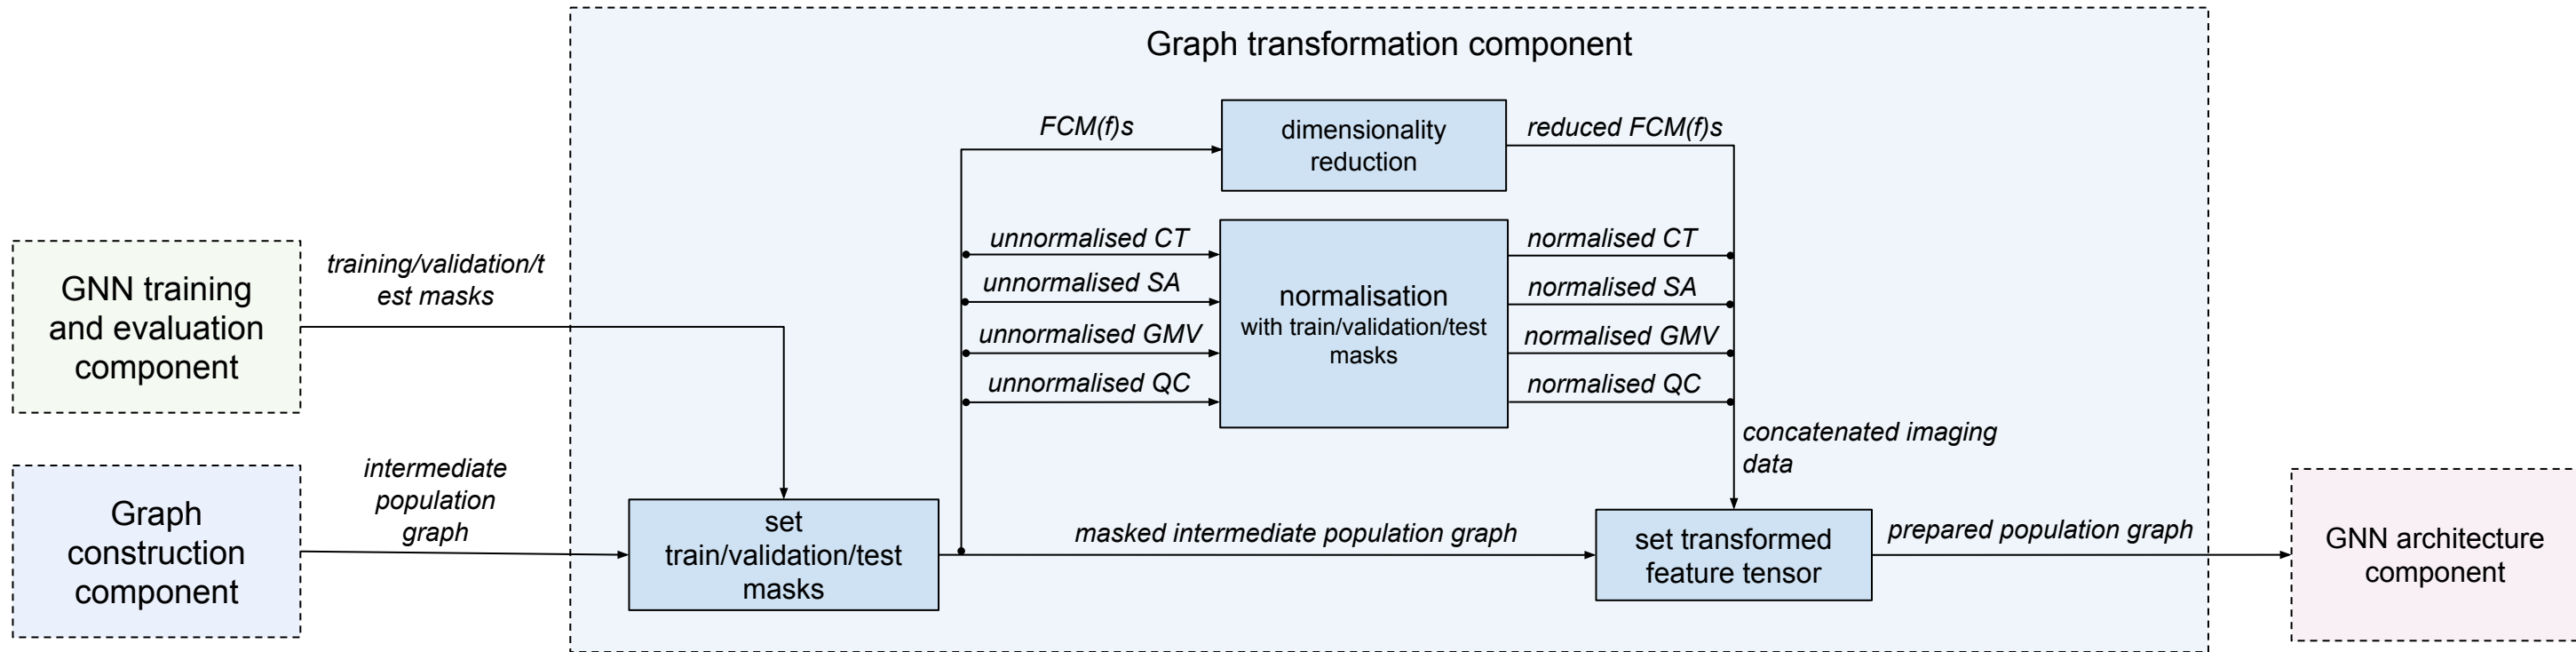 Graph transformation component
FCM(f)s
dimensionality
reduction
reduced FCM(f)s
GNN training
and evaluation
component
training/validation/t
est masks
unnormalised CT
unnormalised SA
unnormalised GMV
unnormalised QC
normalisation
with train/validation/test
masks
normalised CT
normalised SA
normalised GMV
normalised QC
concatenated imaging
data
Graph
construction
component
intermediate
population
graph
set
train/validation/test
masks
masked intermediate population graph
set transformed
feature tensor
prepared population graph
GNN architecture
component